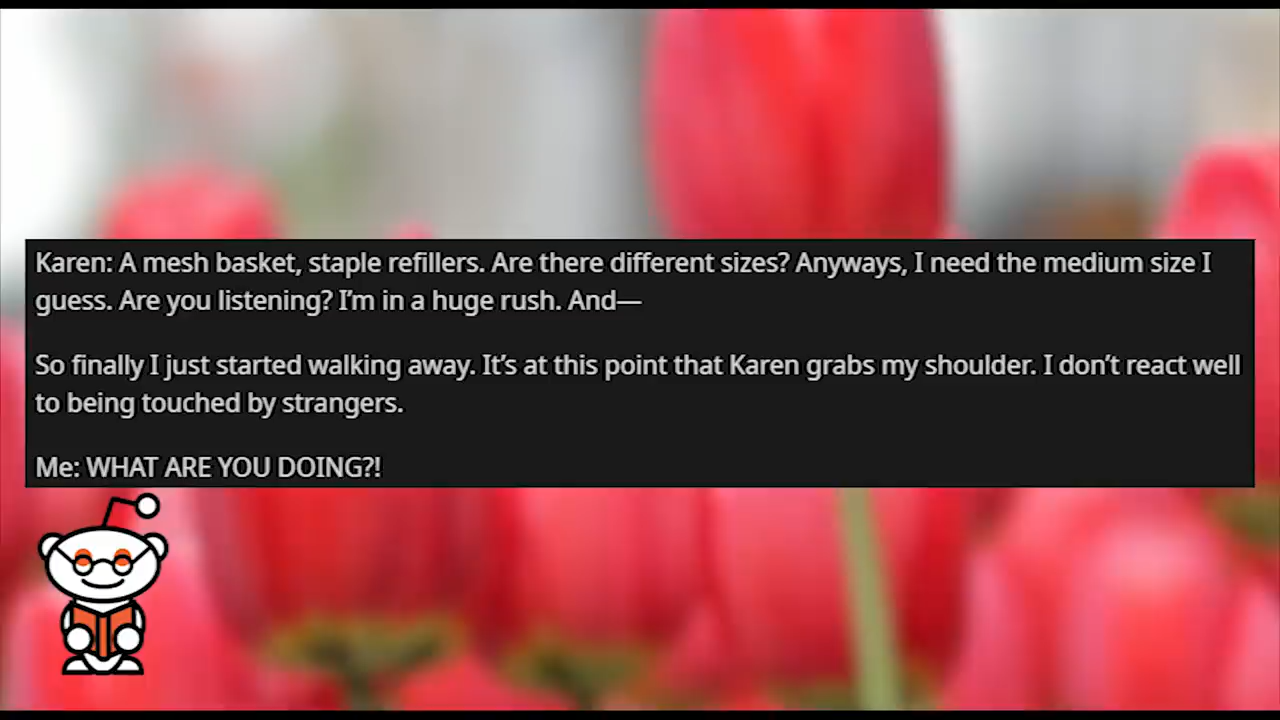 Karen: A mesh basket, staple refillers. Are there different sizes? Anyways, I need the medium size I
guess. Are you listening? I’m in a huge rush. And—
So finally I just started walking away. It’s at this point that Karen grabs my shoulder. I don’t react well
to being touched by strangers.
Me: WHAT ARE YOU DOING?!